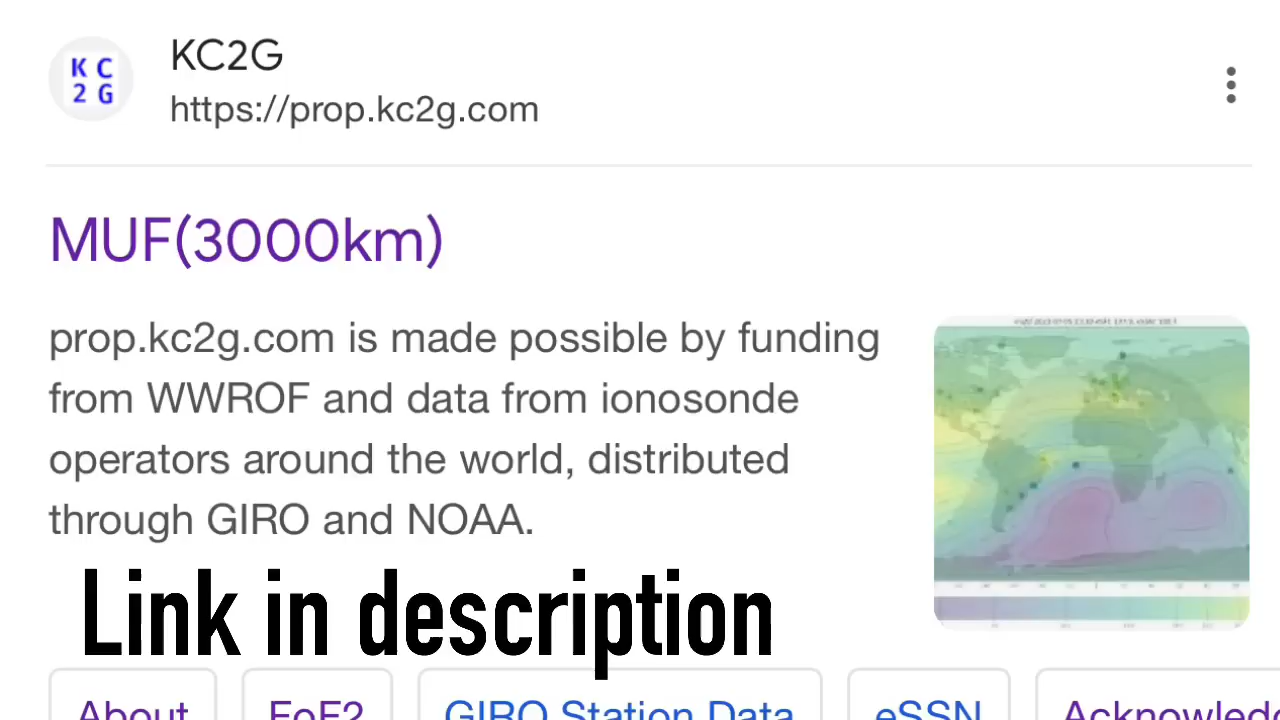 K C
2 G
KC2G
https://prop.kc2g.com
MUF(3000km)
prop.kc2g.com is made possible by funding
from WWROF and data from ionosonde
operators around the world, distributed
through GIRO and NOAA.
Link in description
About
FoF2
GIRO Station Data
eSSN